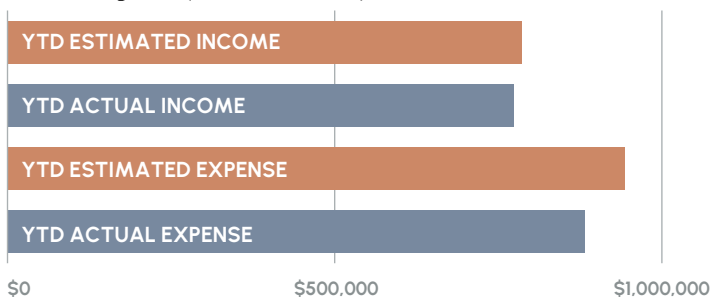 YTD ESTIMATED INCOME
YTD ACTUAL INCOME
YTD ESTIMATED EXPENSE
YTD ACTUAL EXPENSE
$0 $500,000 $1,000,000